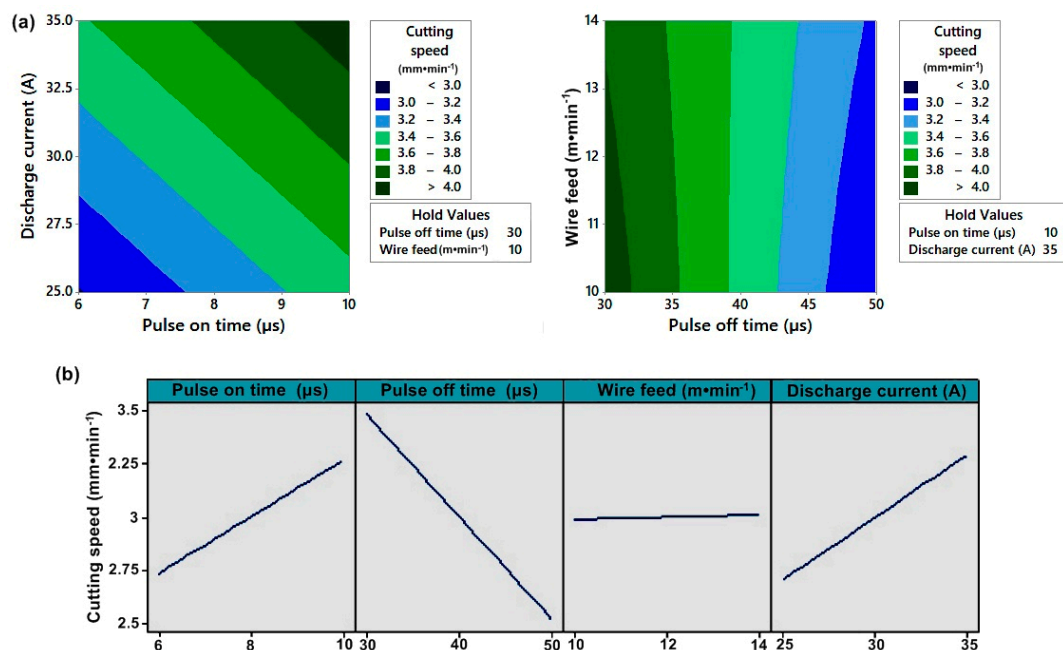 (a)
35.0
32.5
30.0
27.5
25.0
Discharge current (A)
6 7 8 9 10
Pulse on time (µs)
Cutting
speed
(mm•min⁻¹)
< 3.0
3.0 – 3.2
3.2 – 3.4
3.4 – 3.6
3.6 – 3.8
3.8 – 4.0
> 4.0
Hold Values
Pulse off time (µs) 30
Wire feed (m•min⁻¹) 10
14
13
12
11
10
Wire feed (m•min⁻¹)
30 35 40 45 50
Pulse off time (µs)
Cutting
speed
(mm•min⁻¹)
< 3.0
3.0 – 3.2
3.2 – 3.4
3.4 – 3.6
3.6 – 3.8
3.8 – 4.0
> 4.0
Hold Values
Pulse on time (µs) 10
Discharge current (A) 35
(b)
Pulse on time (µs) Pulse off time (µs) Wire feed (m•min⁻¹) Discharge current (A)
Cutting speed (mm•min⁻¹)
3.5
2.25
3
2.75
2.5
6 8 10 30 40 50 10 12 14 25 30 35